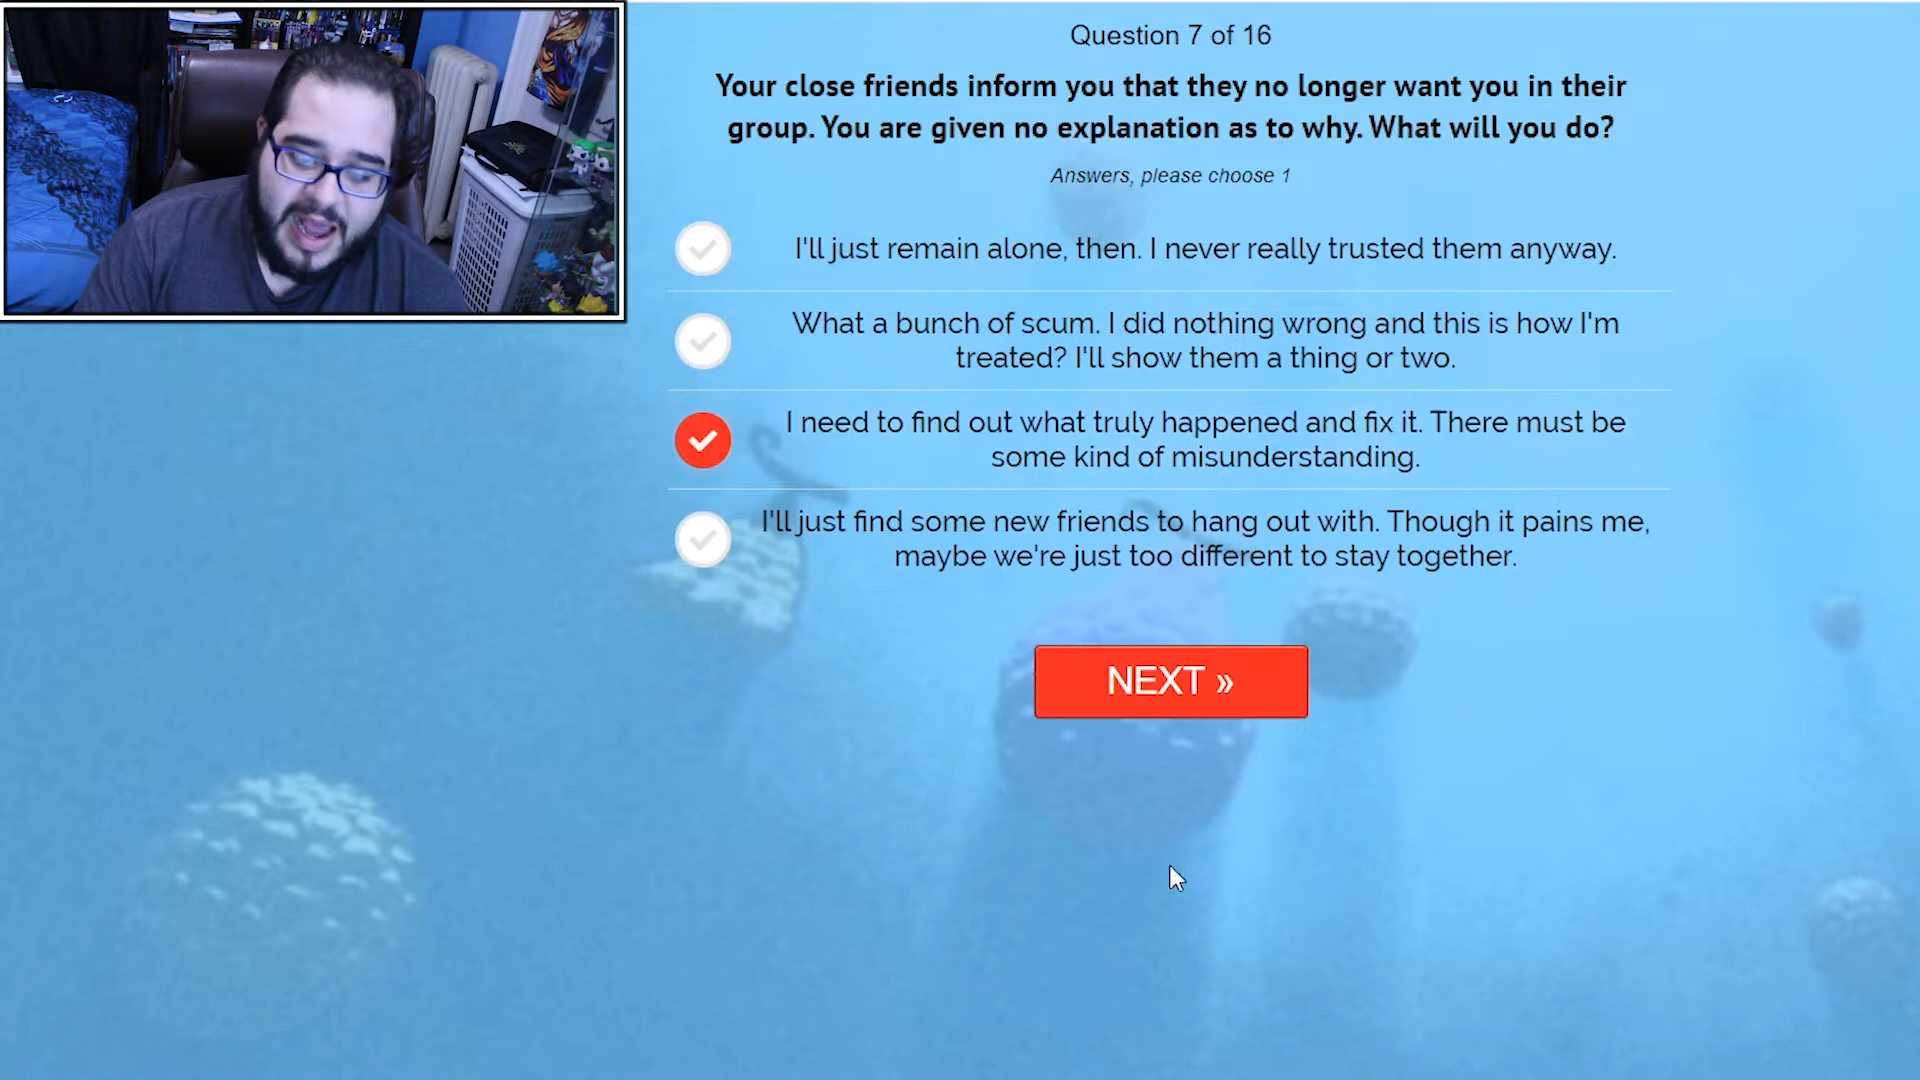 Question 7 of 16
Your close friends inform you that they no longer want you in their
group. You are given no explanation as to why. What will you do?
Answers, please choose 1
I'll just remain alone, then. I never really trusted them anyway.
What a bunch of scum. I did nothing wrong and this is how I'm
treated? I'll show them a thing or two.
I need to find out what truly happened and fix it. There must be
some kind of misunderstanding.
I'll just find some new friends to hang out with. Though it pains me,
maybe we're just too different to stay together.
NEXT »